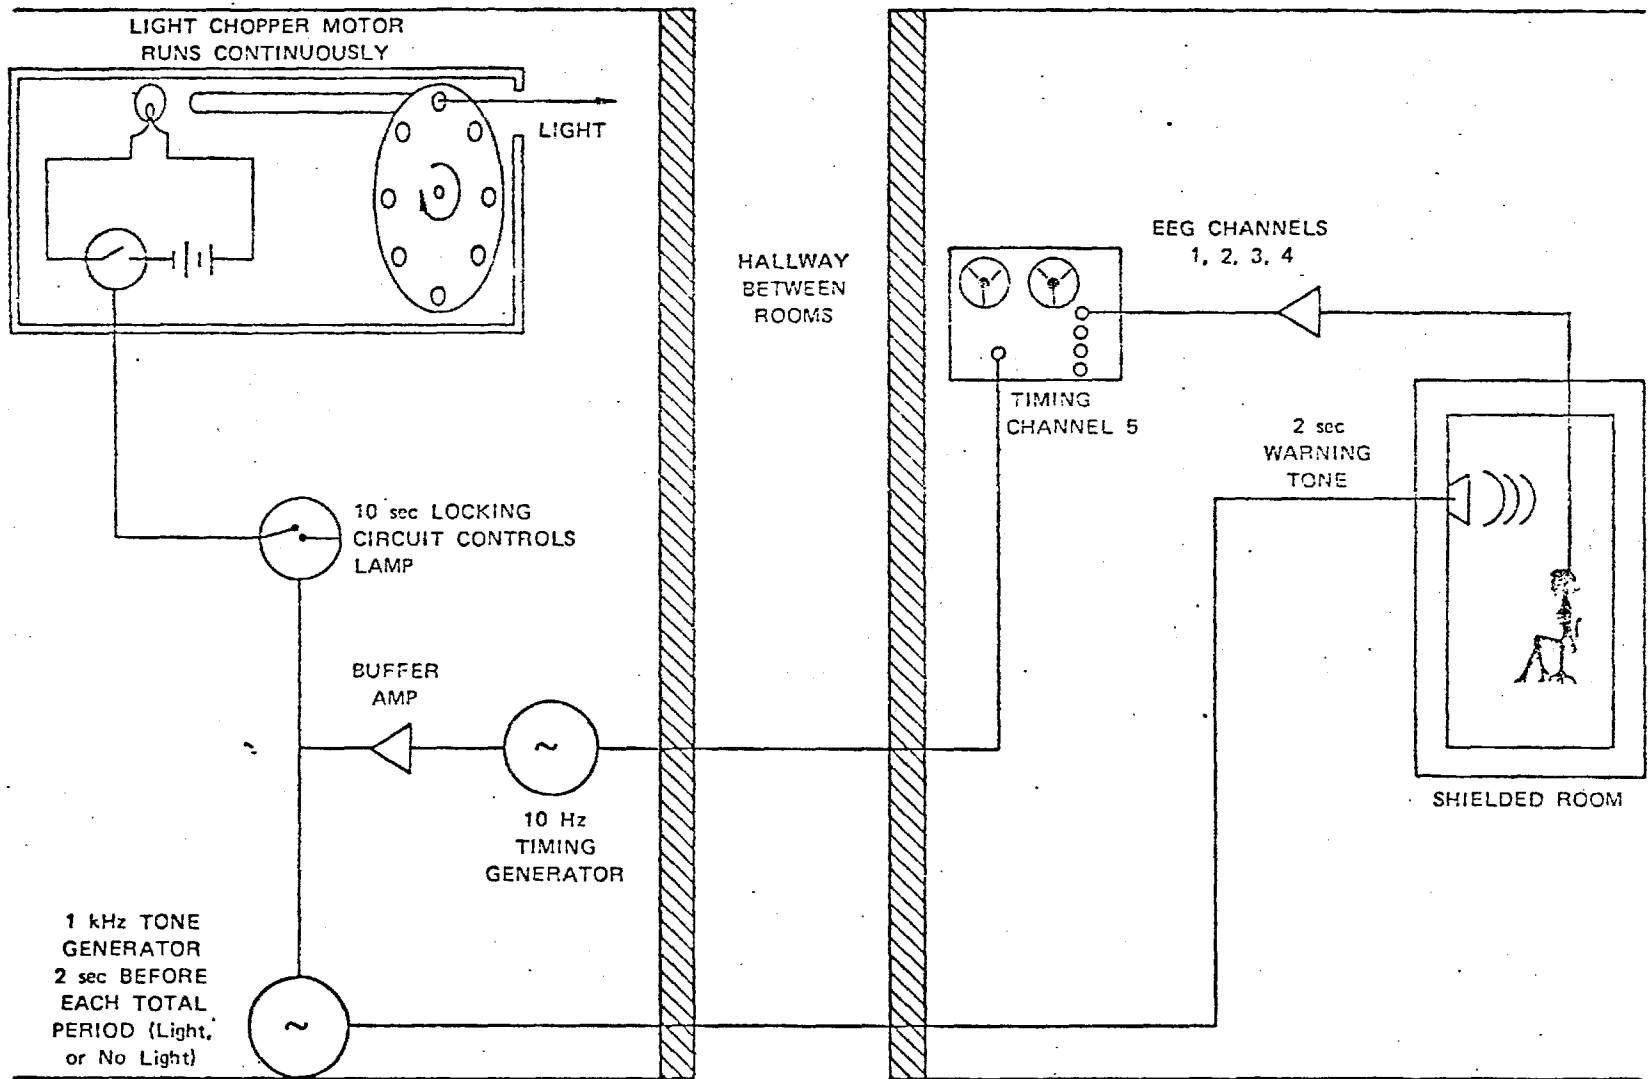 LIGHT CHOPPER MOTOR
RUNS CONTINUOUSLY
LIGHT
HALLWAY
BETWEEN
ROOMS
EEG CHANNELS
1, 2, 3, 4
TIMING
CHANNEL 5
2 sec
WARNING
TONE
10 sec LOCKING
CIRCUIT CONTROLS
LAMP
BUFFER
AMP
~
10 Hz
TIMING
GENERATOR
SHIELDED ROOM
1 kHz TONE
GENERATOR
2 sec BEFORE
EACH TOTAL
PERIOD (Light,
or No Light)
~